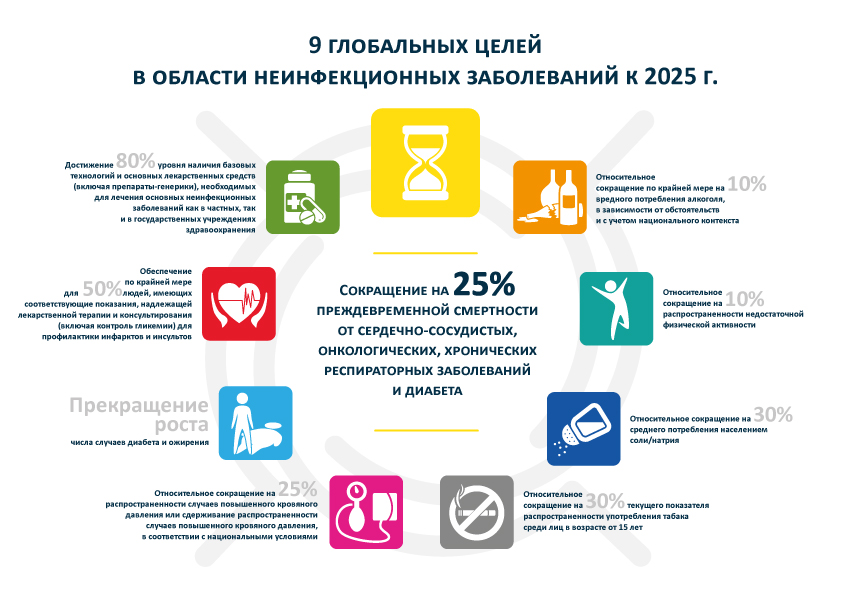 9 ГЛОБАЛЬНЫХ ЦЕЛЕЙ
В ОБЛАСТИ НЕИНФЕКЦИОННЫХ ЗАБОЛЕВАНИЙ К 2025 Г.
Достижение 80% уровня наличия базовых
технологий и основных лекарственных средств
(включая препараты-генерики), необходимых
для лечения основных неинфекционных
заболеваний как в частных, так
и в государственных учреждениях
здравоохранения
Относительное
сокращение по крайней мере на 10%
вредного потребления алкоголя,
в зависимости от обстоятельств
и с учетом национального контекста
Обеспечение
по крайней мере
для 50% людей, имеющих
соответствующие показания, надлежащей
лекарственной терапии и консультирования
(включая контроль гликемии) для
профилактики инфарктов и инсультов
СОКРАЩЕНИЕ НА 25%
ПРЕЖДЕВРЕМЕННОЙ СМЕРТНОСТИ
ОТ СЕРДЕЧНО-СОСУДИСТЫХ,
ОНКОЛОГИЧЕСКИХ, ХРОНИЧЕСКИХ
РЕСПИРАТОРНЫХ ЗАБОЛЕВАНИЙ
И ДИАБЕТА
Относительное
сокращение на 10%
распространенности недостаточной
физической активности
Прекращение
роста
числа случаев диабета и ожирения
Относительное сокращение на 30%
среднего потребления населением
соли/натрия
Относительное сокращение на 25%
распространенности случаев повышенного кровяного
давления или сдерживание распространенности
случаев повышенного кровяного давления,
в соответствии с национальными условиями
Относительное
сокращение на 30% текущего показателя
распространенности употребления табака
среди лиц в возрасте от 15 лет